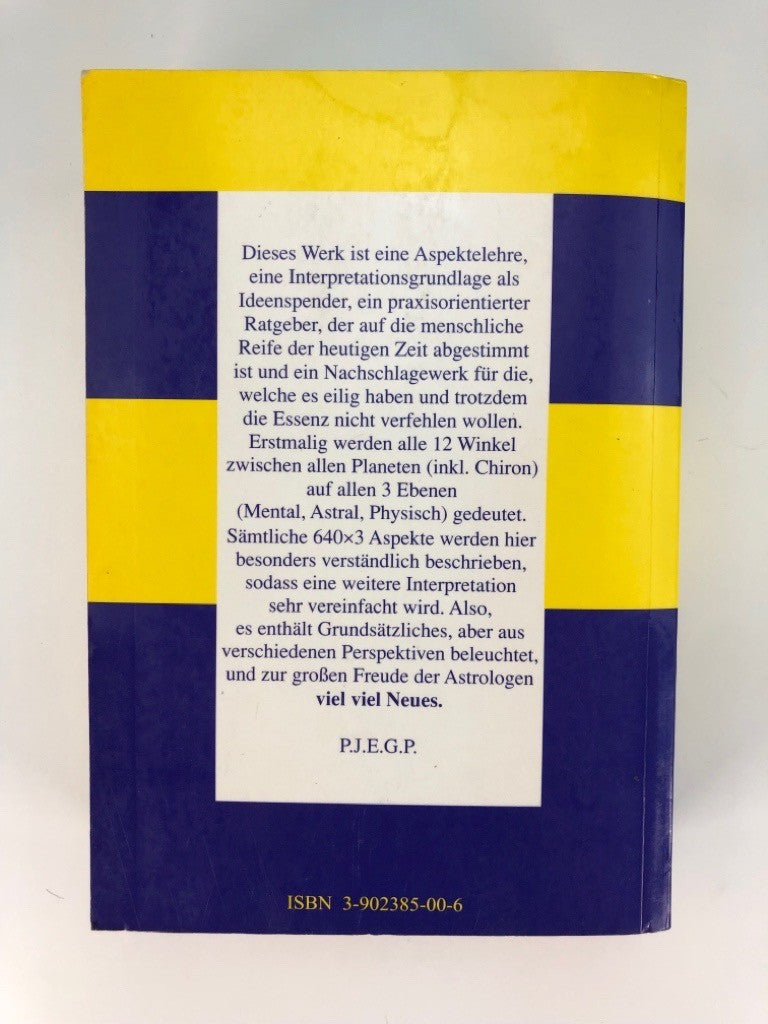 Dieses Werk ist eine Aspektelehre,
eine Interpretationsgrundlage als
Ideenspender, ein praxisorientierter
Ratgeber, der auf die menschliche
Reife der heutigen Zeit abgestimmt
ist und ein Nachschlagewerk für die,
welche es eilig haben und trotzdem
die Essenz nicht verfehlen wollen.
Erstmalig werden alle 12 Winkel
zwischen allen Planeten (inkl. Chiron)
auf allen 3 Ebenen
(Mental, Astral, Physisch) gedeutet.
Sämtliche 640×3 Aspekte werden hier
besonders verständlich beschrieben,
sodass eine weitere Interpretation
sehr vereinfacht wird. Also,
es enthält Grundsätzliches, aber aus
verschiedenen Perspektiven beleuchtet,
und zur großen Freude der Astrologen
viel viel Neues.
P.J.E.G.P.
ISBN 3-902385-00-6